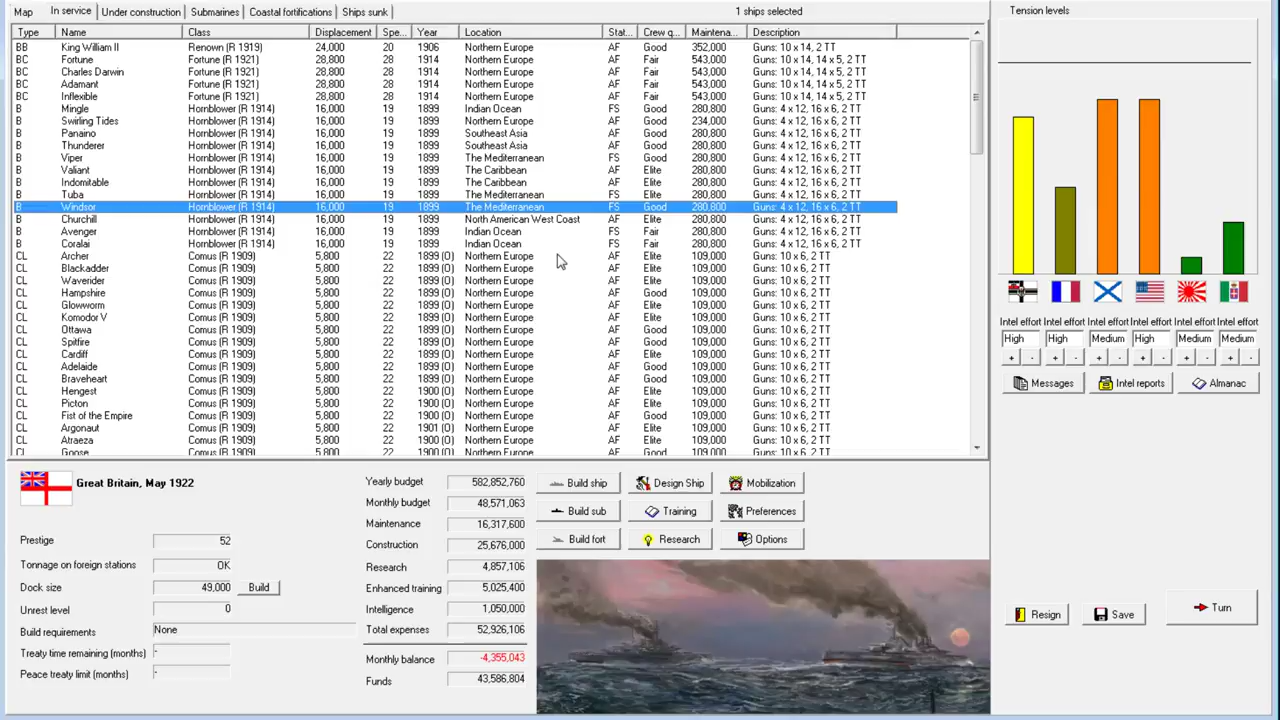 Map In service Under construction Submarines Coastal fortifications Ships sunk 1 ships selected Tension levels
Type Name Class Displacement Spe... Year Location Stat... Crew q... Maintena... Description
BB King William II Renown (R 1919) 24,000 20 1906 Northern Europe AF Good 352,000 Guns: 10 x 14, 2 TT
BC Fortune Fortune (R 1921) 28,800 28 1914 Northern Europe AF Fair 543,000 Guns: 10 x 14, 14 x 5, 2 TT
BC Charles Darwin Fortune (R 1921) 28,800 28 1914 Northern Europe AF Fair 543,000 Guns: 10 x 14, 14 x 5, 2 TT
BC Adamant Fortune (R 1921) 28,800 28 1914 Northern Europe AF Fair 543,000 Guns: 10 x 14, 14 x 5, 2 TT
BC Inflexible Fortune (R 1921) 28,800 28 1914 Northern Europe AF Fair 543,000 Guns: 10 x 14, 14 x 5, 2 TT
B Mingle Hornblower (R 1914) 16,000 19 1899 Indian Ocean FS Good 280,800 Guns: 4 x 12, 16 x 6, 2 TT
B Swirling Tides Hornblower (R 1914) 16,000 19 1899 Northern Europe AF Good 234,000 Guns: 4 x 12, 16 x 6, 2 TT
B Panaino Hornblower (R 1914) 16,000 19 1899 Southeast Asia AF Good 280,800 Guns: 4 x 12, 16 x 6, 2 TT
B Thunderer Hornblower (R 1914) 16,000 19 1899 Southeast Asia AF Good 280,800 Guns: 4 x 12, 16 x 6, 2 TT
B Viper Hornblower (R 1914) 16,000 19 1899 The Mediterranean FS Good 280,800 Guns: 4 x 12, 16 x 6, 2 TT
B Valiant Hornblower (R 1914) 16,000 19 1899 The Caribbean AF Elite 280,800 Guns: 4 x 12, 16 x 6, 2 TT
B Indomitable Hornblower (R 1914) 16,000 19 1899 The Caribbean AF Elite 280,800 Guns: 4 x 12, 16 x 6, 2 TT
B Tuba Hornblower (R 1914) 16,000 19 1899 The Mediterranean FS Elite 280,800 Guns: 4 x 12, 16 x 6, 2 TT
B Windsor Hornblower (R 1914) 16,000 19 1899 The Mediterranean FS Good 280,800 Guns: 4 x 12, 16 x 6, 2 TT
B Churchill Hornblower (R 1914) 16,000 19 1899 North American West Coast AF Elite 280,800 Guns: 4 x 12, 16 x 6, 2 TT
B Avenger Hornblower (R 1914) 16,000 19 1899 Indian Ocean FS Fair 280,800 Guns: 4 x 12, 16 x 6, 2 TT
B Coralai Hornblower (R 1914) 16,000 19 1899 Indian Ocean FS Fair 280,800 Guns: 4 x 12, 16 x 6, 2 TT
CL Archer Comus (R 1909) 5,800 22 1899 (O) Northern Europe AF Elite 109,000 Guns: 10 x 6, 2 TT
CL Blackadder Comus (R 1909) 5,800 22 1899 (O) Northern Europe AF Elite 109,000 Guns: 10 x 6, 2 TT
CL Waverider Comus (R 1909) 5,800 22 1899 (O) Northern Europe AF Elite 109,000 Guns: 10 x 6, 2 TT
CL Hampshire Comus (R 1909) 5,800 22 1899 (O) Northern Europe AF Good 109,000 Guns: 10 x 6, 2 TT
CL Glowworm Comus (R 1909) 5,800 22 1899 (O) Northern Europe AF Elite 109,000 Guns: 10 x 6, 2 TT
CL Komodor V Comus (R 1909) 5,800 22 1899 (O) Northern Europe AF Elite 109,000 Guns: 10 x 6, 2 TT
CL Ottawa Comus (R 1909) 5,800 22 1899 (O) Northern Europe AF Good 109,000 Guns: 10 x 6, 2 TT
CL Spitfire Comus (R 1909) 5,800 22 1899 (O) Northern Europe AF Good 109,000 Guns: 10 x 6, 2 TT
CL Cardiff Comus (R 1909) 5,800 22 1899 (O) Northern Europe AF Elite 109,000 Guns: 10 x 6, 2 TT
CL Adelaide Comus (R 1909) 5,800 22 1899 (O) Northern Europe AF Good 109,000 Guns: 10 x 6, 2 TT
CL Braveheart Comus (R 1909) 5,800 22 1899 (O) Northern Europe AF Good 109,000 Guns: 10 x 6, 2 TT
CL Hengest Comus (R 1909) 5,800 22 1899 (O) Northern Europe AF Elite 109,000 Guns: 10 x 6, 2 TT
CL Picton Comus (R 1909) 5,800 22 1900 (O) Northern Europe AF Elite 109,000 Guns: 10 x 6, 2 TT
CL Fist of the Empire Comus (R 1909) 5,800 22 1900 (O) Northern Europe AF Good 109,000 Guns: 10 x 6, 2 TT
CL Argonaut Comus (R 1909) 5,800 22 1901 (O) Northern Europe AF Elite 109,000 Guns: 10 x 6, 2 TT
CL Atraeza Comus (R 1909) 5,800 22 1900 (O) Northern Europe AF Elite 109,000 Guns: 10 x 6, 2 TT
CL Goose Comus (R 1909) 5,800 22 1900 (O) Northern Europe AF Good 109,000 Guns: 10 x 6, 2 TT
Intel effort Intel effort Intel effort Intel effort Intel effort Intel effort
High High Medium High Medium Medium
+ - + - + - + - + - + -
Messages Intel reports Almanac
Great Britain, May 1922
Prestige 52
Tonnage on foreign stations OK
Dock size 49,000 Build
Unrest level 0
Build requirements None
Treaty time remaining (months) -
Peace treaty limit (months) -
Yearly budget 582,852,760
Monthly budget 48,571,063
Maintenance 16,317,600
Construction 25,676,000
Research 4,857,106
Enhanced training 5,025,400
Intelligence 1,050,000
Total expenses 52,926,106
Monthly balance -4,355,043
Funds 43,586,804
Build ship Design Ship Mobilization
Build sub Training Preferences
Build fort Research Options
Resign Save Turn